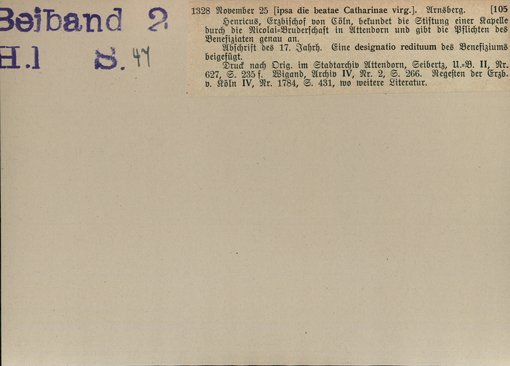 Beiband 2
H.1 S. 47
1328 November 25 [ipsa die beatae Catharinae virg.]. Arnsberg. [105
Henricus, Erzbischof von Cöln, bekundet die Stiftung einer Kapelle
durch die Nicolai-Bruderschaft in Attendorn und gibt die Pflichten des
Benefiziaten genau an.
Abschrift des 17. Jahrh. Eine designatio redituum des Benefiziums
beigefügt.
Druck nach Orig. im Stadtarchiv Attendorn, Seibertz, U.-B. II, Nr.
627, S. 235 f. Wigand, Archiv IV, Nr. 2, S. 266. Regesten der Erzb.
v. Köln IV, Nr. 1784, S. 431, wo weitere Literatur.